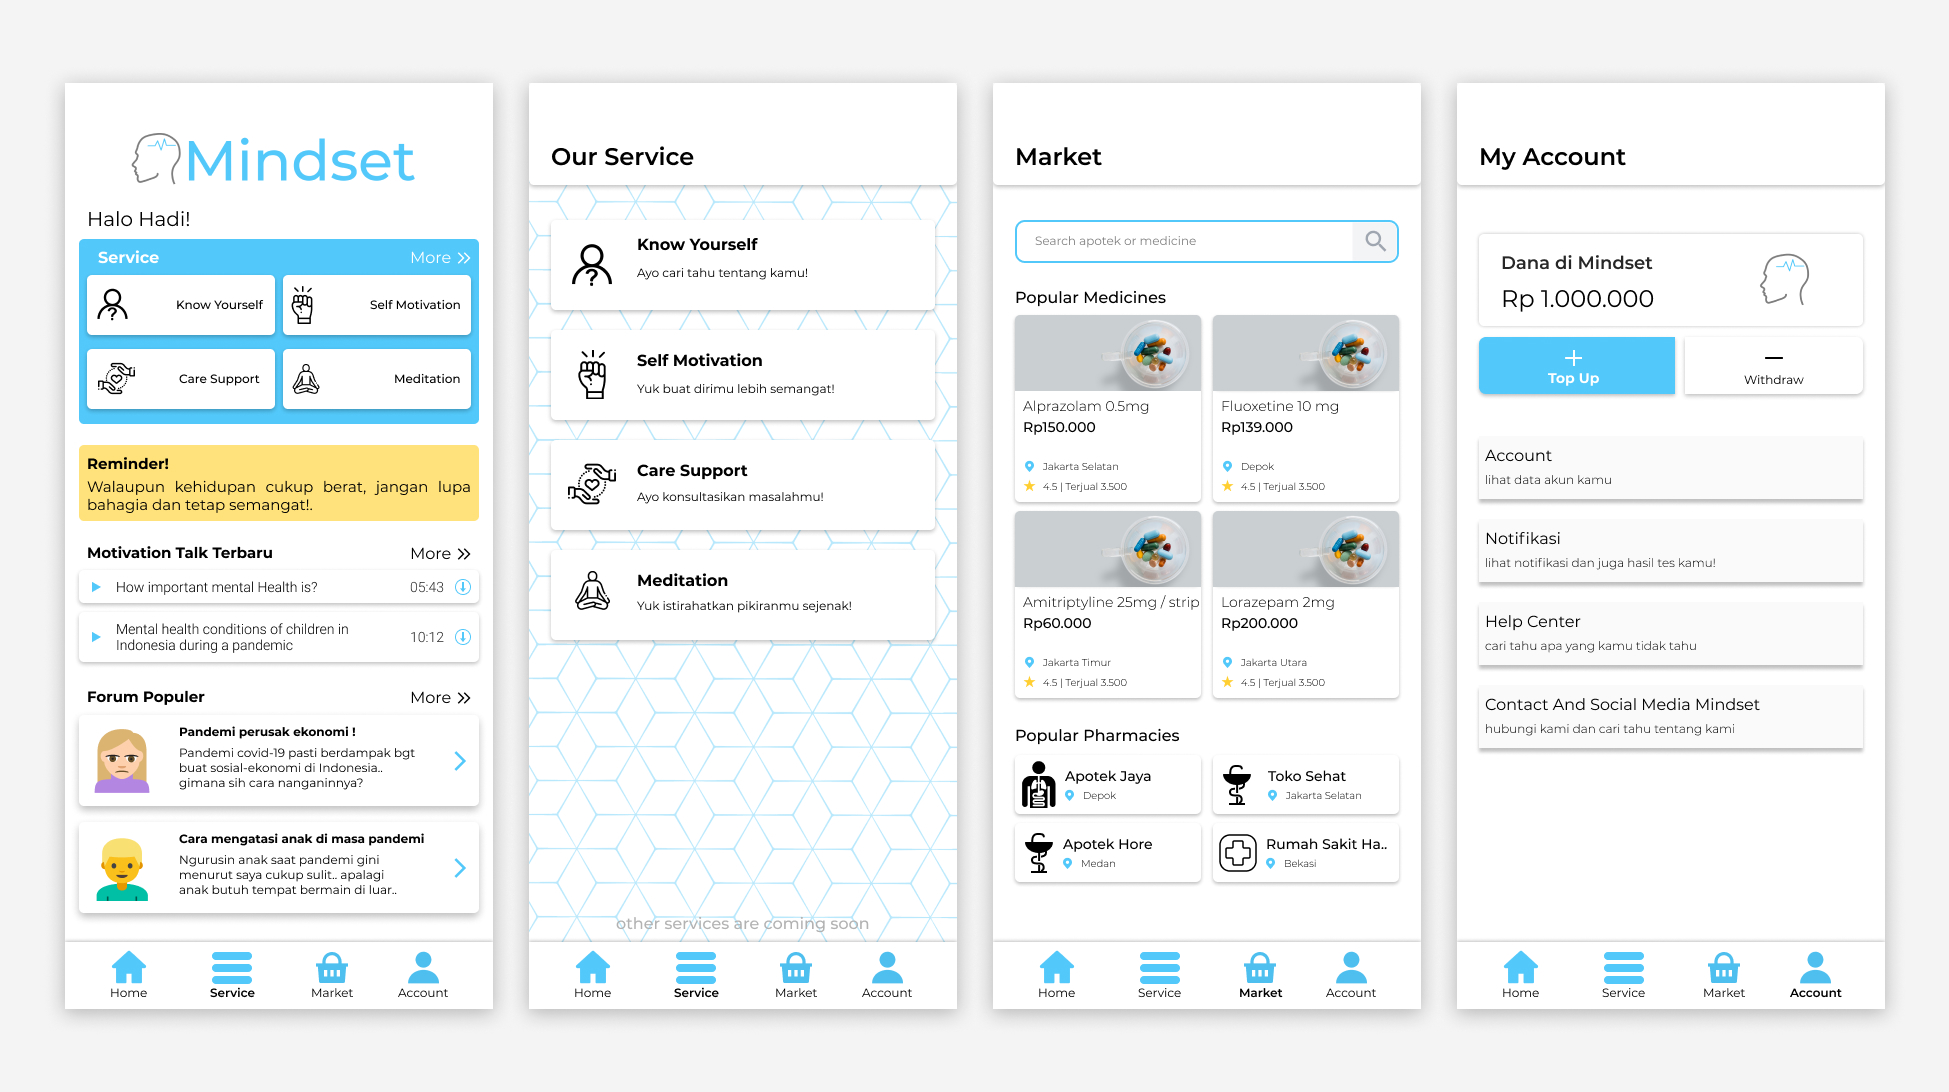 Mindset
Halo Hadi!
Service
More
Know Yourself
Self Motivation
Care Support
Meditation
Reminder!
Walaupun kehidupan cukup berat, jangan lupa
bahagia dan tetap semangat!.
Motivation Talk Terbaru
More
How important mental Health is?
05:43
Mental health conditions of children in
Indonesia during a pandemic
10:12
Forum Populer
More
Pandemi perusak ekonomi !
Pandemi covid-19 pasti berdampak bgt
buat sosial-ekonomi di Indonesia..
gimana sih cara nanganinnya?
Cara mengatasi anak di masa pandemi
Ngurusin anak saat pandemi gini
menurut saya cukup sulit.. apalagi
anak butuh tempat bermain di luar..
Home
Service
Market
Account
Our Service
Know Yourself
Ayo cari tahu tentang kamu!
Self Motivation
Yuk buat dirimu lebih semangat!
Care Support
Ayo konsultasikan masalahmu!
Meditation
Yuk istirahatkan pikiranmu sejenak!
other services are coming soon
Home
Service
Market
Account
Market
Search apotek or medicine
Popular Medicines
Alprazolam 0.5mg
Rp150.000
Jakarta Selatan
4.5 | Terjual 3.500
Fluoxetine 10 mg
Rp139.000
Depok
4.5 | Terjual 3.500
Amitriptyline 25mg / strip
Rp60.000
Jakarta Timur
4.5 | Terjual 3.500
Lorazepam 2mg
Rp200.000
Jakarta Utara
4.5 | Terjual 3.500
Popular Pharmacies
Apotek Jaya
Depok
Toko Sehat
Jakarta Selatan
Apotek Hore
Medan
Rumah Sakit Ha..
Bekasi
Home
Service
Market
Account
My Account
Dana di Mindset
Rp 1.000.000
Top Up
Withdraw
Account
lihat data akun kamu
Notifikasi
lihat notifikasi dan juga hasil tes kamu!
Help Center
cari tahu apa yang kamu tidak tahu
Contact And Social Media Mindset
hubungi kami dan cari tahu tentang kami
Home
Service
Market
Account